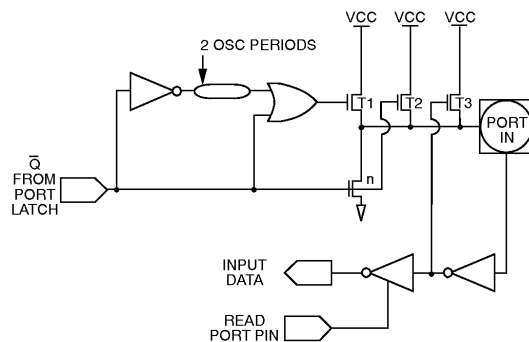 VCC VCC VCC
2 OSC PERIODS
T1 T2 T3
PORT
IN
Q
FROM
PORT
LATCH
n
INPUT
DATA
READ
PORT PIN